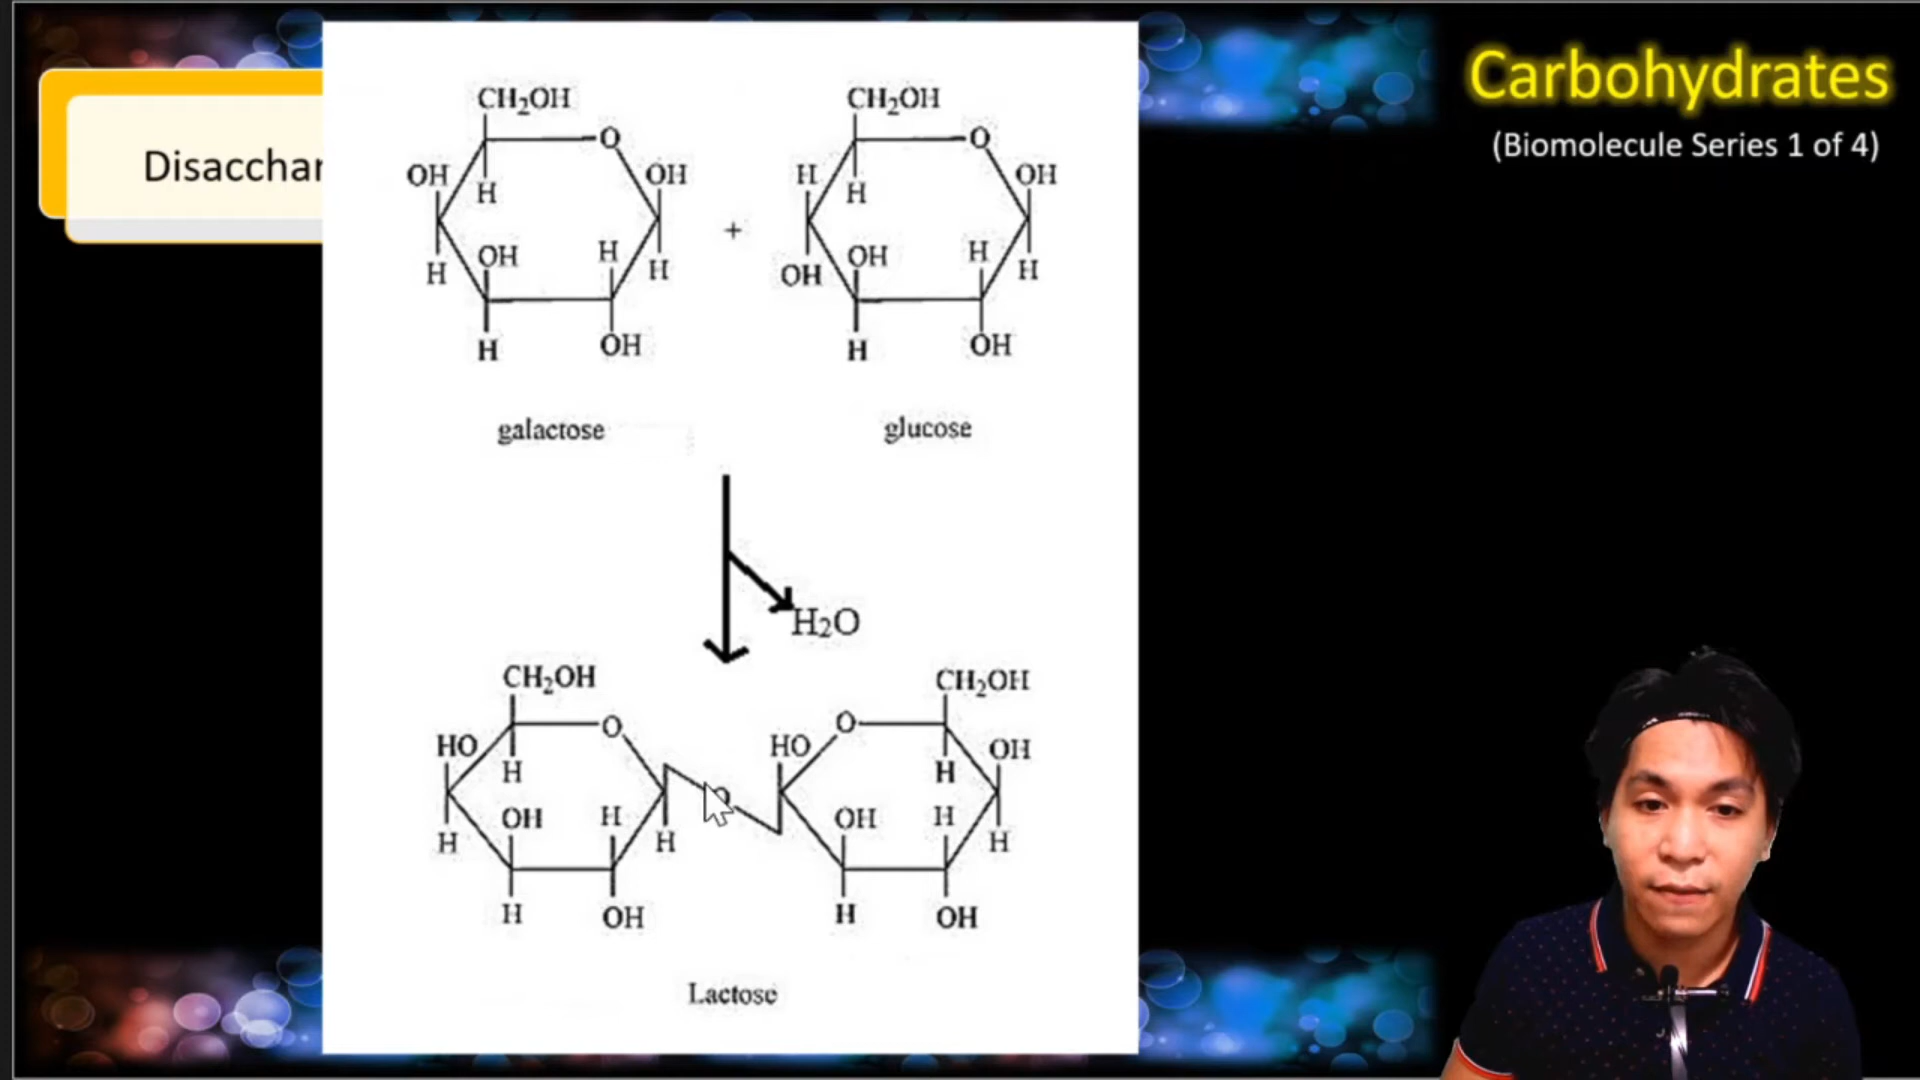 Carbohydrates
(Biomolecule Series 1 of 4)
Disacchar
CH₂OH CH₂OH
O O
OH H OH H H OH
+
H OH H H OH OH H H
H OH H OH
galactose glucose
H₂O
CH₂OH CH₂OH
O O
HO H HO H OH
O
H OH H H OH H H
H OH H OH
Lactose